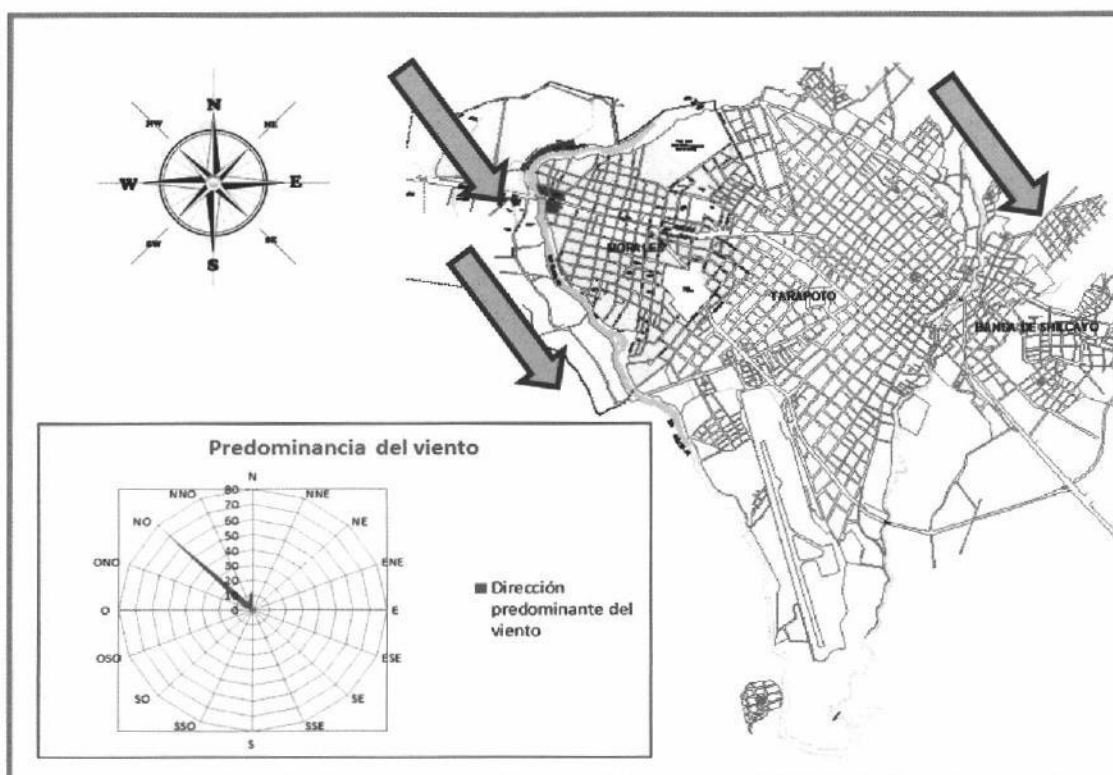 N
NW
NE
W
E
SW
SE
S
MORALES
TARAPOTO
BANDA DE SHILCAYO
Predominancia del viento
N
NNO
NNE
NO
NE
ONO
ENE
O
E
OSO
ESE
SO
SE
SSO
SSE
S
80
70
60
50
40
30
20
10
0
Dirección
predominante del
viento